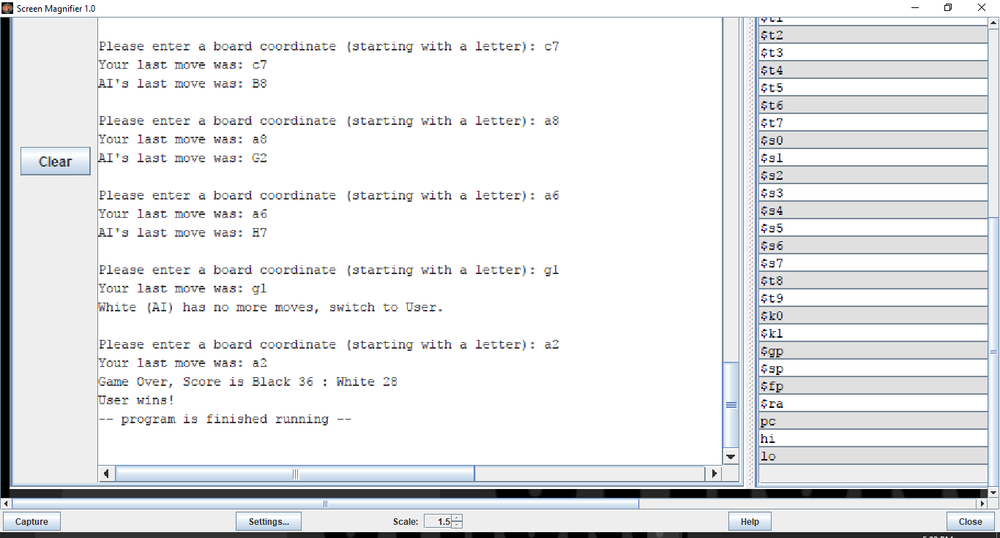 Screen Magnifier 1.0
Please enter a board coordinate (starting with a letter): c7
Your last move was: c7
AI's last move was: B8
Please enter a board coordinate (starting with a letter): a8
Your last move was: a8
AI's last move was: G2
Clear
Please enter a board coordinate (starting with a letter): a6
Your last move was: a6
AI's last move was: H7
Please enter a board coordinate (starting with a letter): g1
Your last move was: g1
White (AI) has no more moves, switch to User.
Please enter a board coordinate (starting with a letter): a2
Your last move was: a2
Game Over, Score is Black 36 : White 28
User wins!
-- program is finished running --
$t1
$t2
$t3
$t4
$t5
$t6
$t7
$s0
$s1
$s2
$s3
$s4
$s5
$s6
$s7
$t8
$t9
$k0
$k1
$gp
$sp
$fp
$ra
pc
hi
lo
Capture
Settings...
Scale: 1.5
Help
Close